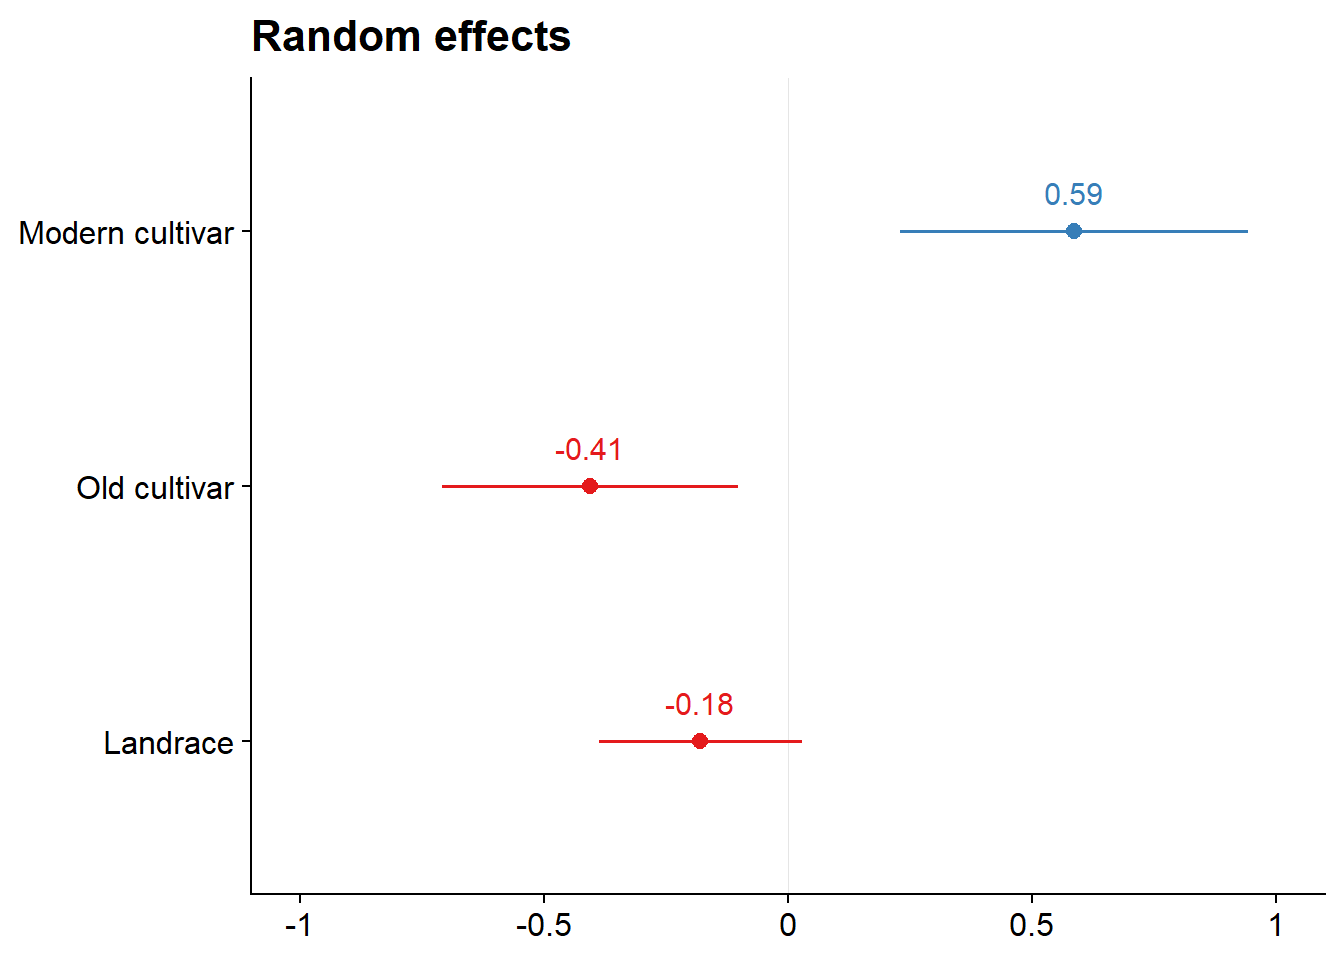 Random effects
0.59
Modern cultivar
-0.41
Old cultivar
-0.18
Landrace
-1 -0.5 0 0.5 1